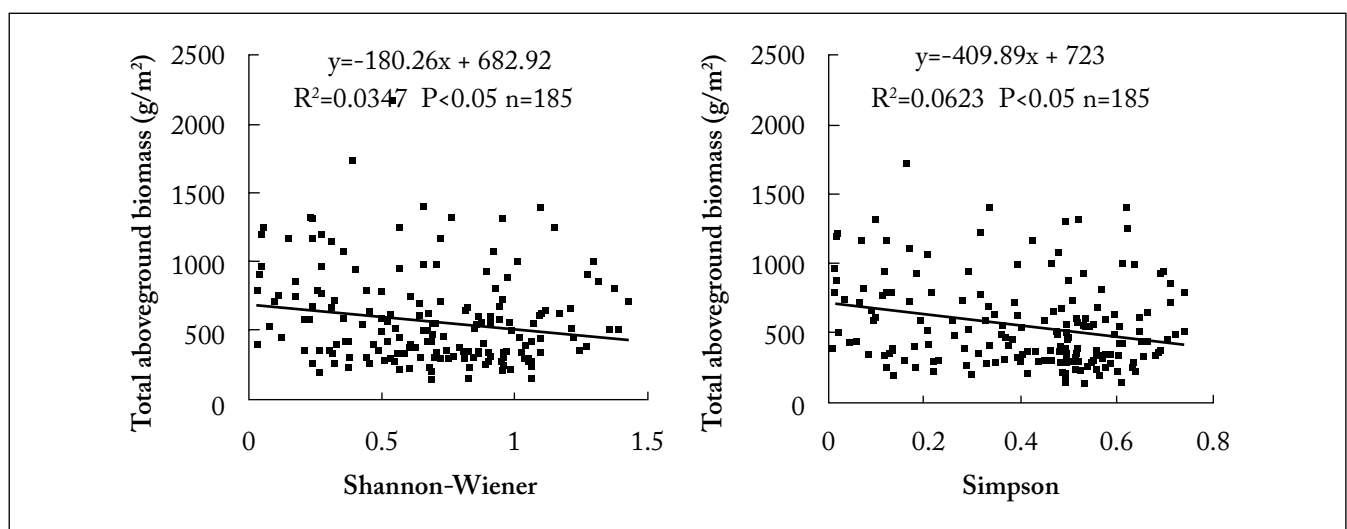 y=-180.26x + 682.92
R²=0.0347 P<0.05 n=185
Total aboveground biomass (g/m²)
2500
2000
1500
1000
500
0
0 0.5 1 1.5
Shannon-Wiener
y=-409.89x + 723
R²=0.0623 P<0.05 n=185
Total aboveground biomass (g/m²)
2500
2000
1500
1000
500
0
0 0.2 0.4 0.6 0.8
Simpson